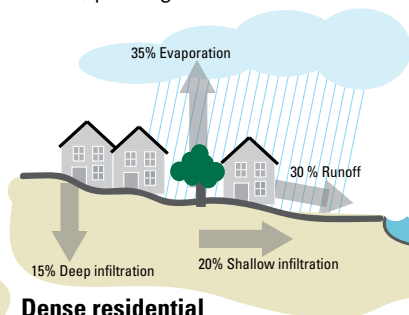 35% Evaporation
30 % Runoff
15% Deep infiltration
20% Shallow infiltration
Dense residential